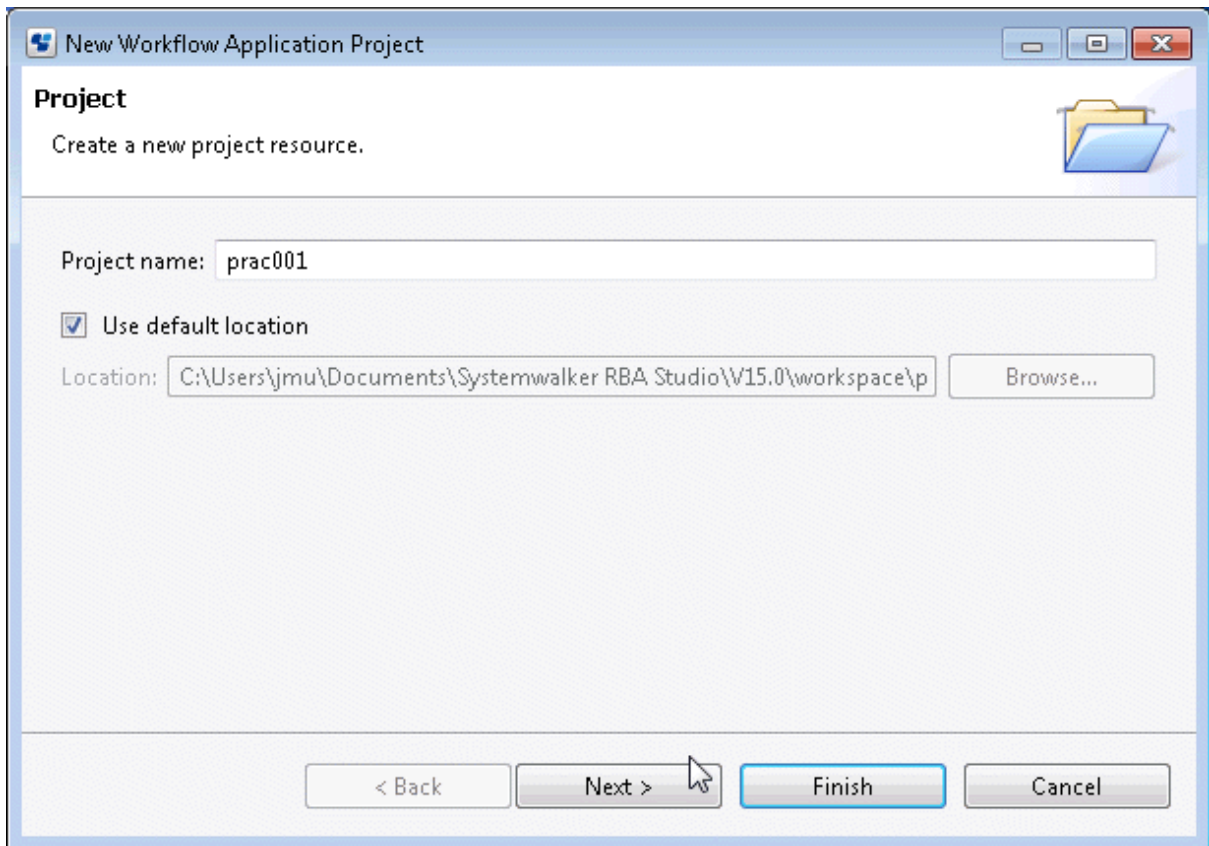 New Workflow Application Project
Project
Create a new project resource.
Project name: prac001
Use default location
Location: C:\Users\jmu\Documents\Systemwalker RBA Studio\V15.0\workspace\p Browse...
< Back Next > Finish Cancel